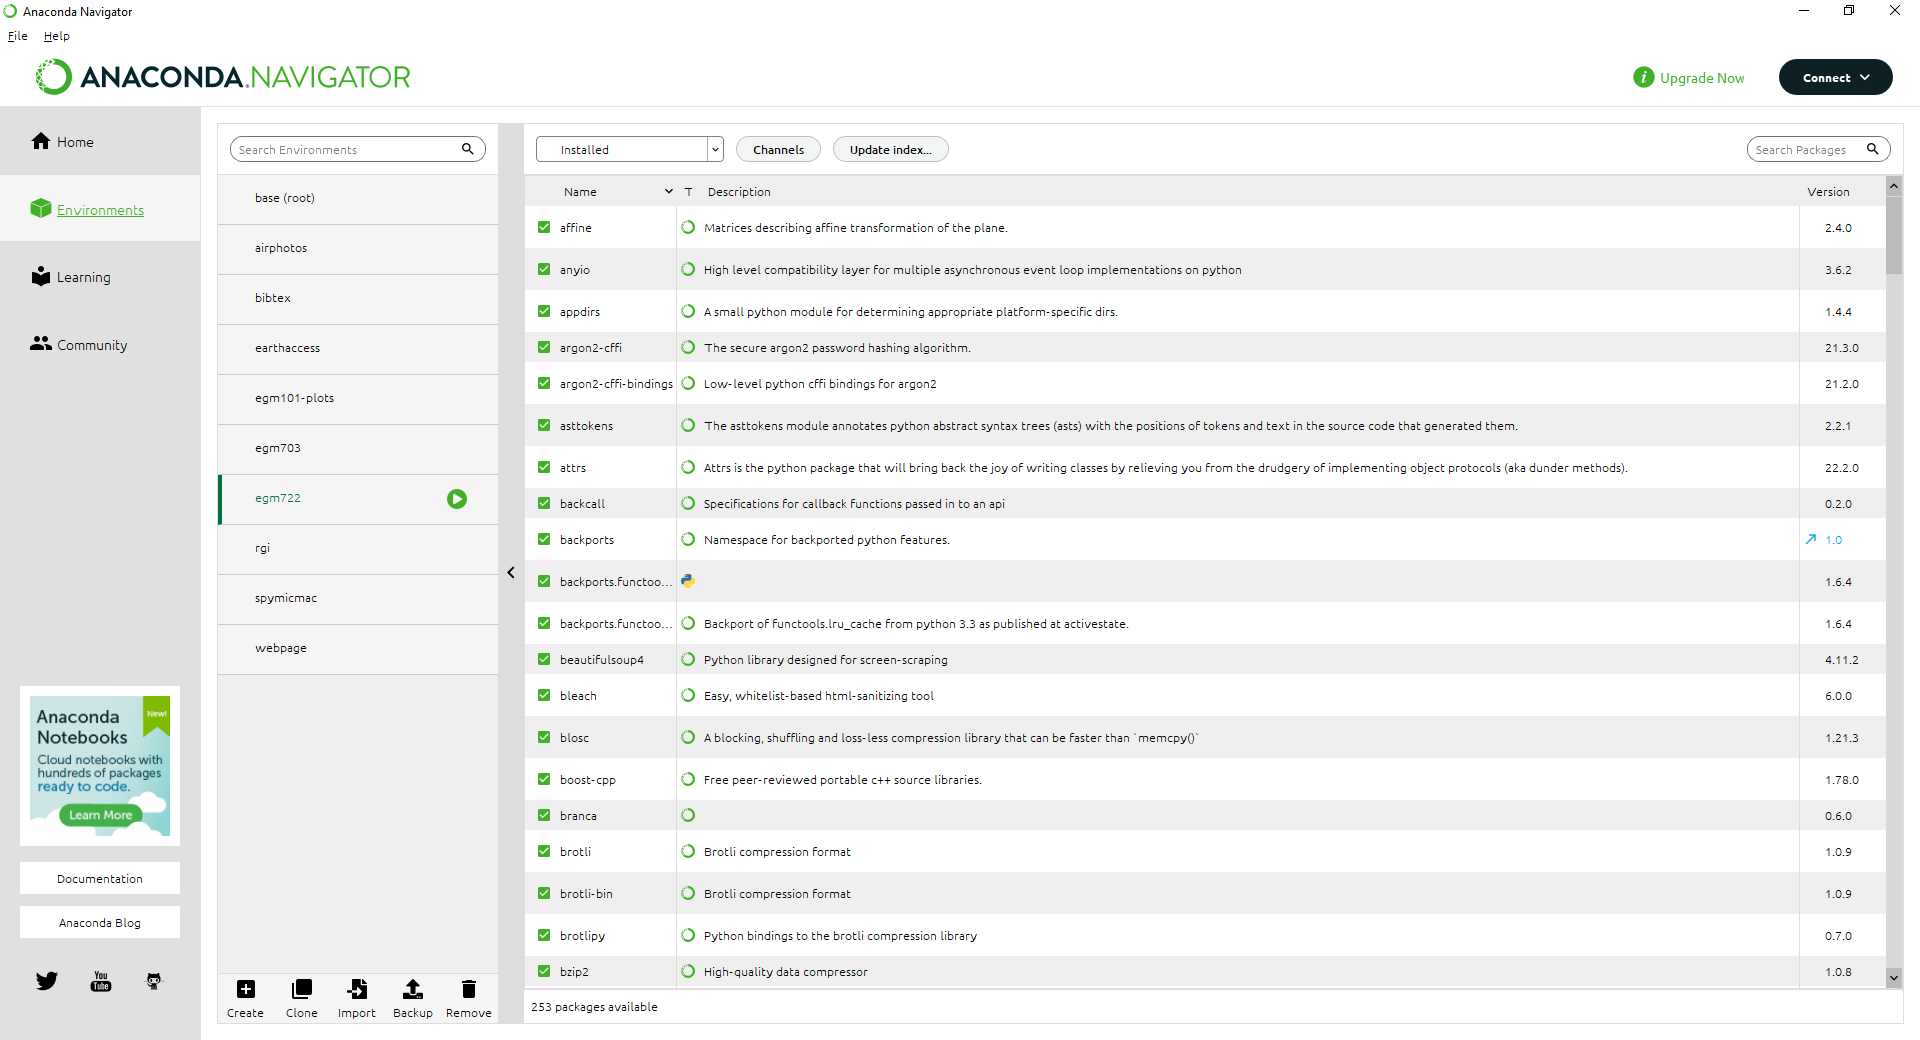 Anaconda Navigator
File Help
ANACONDA.NAVIGATOR
Upgrade Now
Connect
Home
Environments
Learning
Community
Anaconda
Notebooks
New!
Cloud notebooks with
hundreds of packages
ready to code.
Learn More
Documentation
Anaconda Blog
You
Tube
Search Environments
base (root)
airphotos
bibtex
earthaccess
egm101-plots
egm703
egm722
rgi
spymicmac
webpage
Create Clone Import Backup Remove
Installed Channels Update index... Search Packages
Name T Description Version
affine Matrices describing affine transformation of the plane. 2.4.0
anyio High level compatibility layer for multiple asynchronous event loop implementations on python 3.6.2
appdirs A small python module for determining appropriate platform-specific dirs. 1.4.4
argon2-cffi The secure argon2 password hashing algorithm. 21.3.0
argon2-cffi-bindings Low-level python cffi bindings for argon2 21.2.0
asttokens The asttokens module annotates python abstract syntax trees (asts) with the positions of tokens and text in the source code that generated them. 2.2.1
attrs Attrs is the python package that will bring back the joy of writing classes by relieving you from the drudgery of implementing object protocols (aka dunder methods). 22.2.0
backcall Specifications for callback functions passed in to an api 0.2.0
backports Namespace for backported python features. 1.0
backports.functoo... 1.6.4
backports.functoo... Backport of functools.lru_cache from python 3.3 as published at activestate. 1.6.4
beautifulsoup4 Python library designed for screen-scraping 4.11.2
bleach Easy, whitelist-based html-sanitizing tool 6.0.0
blosc A blocking, shuffling and loss-less compression library that can be faster than `memcpy()` 1.21.3
boost-cpp Free peer-reviewed portable c++ source libraries. 1.78.0
branca 0.6.0
brotli Brotli compression format 1.0.9
brotli-bin Brotli compression format 1.0.9
brotlipy Python bindings to the brotli compression library 0.7.0
bzip2 High-quality data compressor 1.0.8
253 packages available